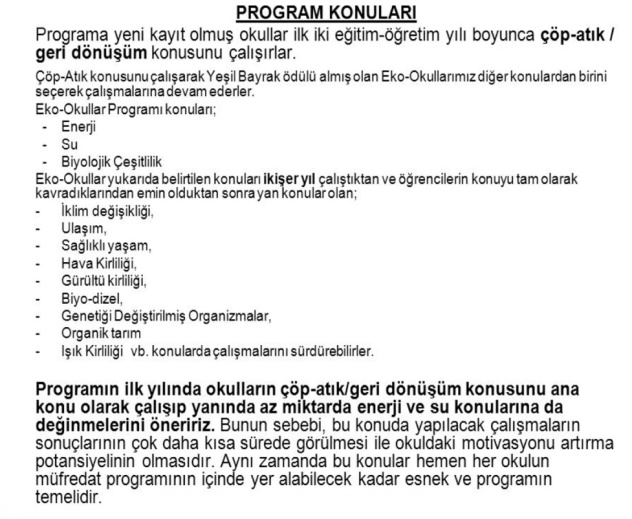 PROGRAM KONULARI
Programa yeni kayıt olmuş okullar ilk iki eğitim-öğretim yılı boyunca çöp-atık /
geri dönüşüm konusunu çalışırlar.
Çöp-Atık konusunu çalışarak Yeşil Bayrak ödülü almış olan Eko-Okullarımız diğer konulardan birini
seçerek çalışmalarına devam ederler.
Eko-Okullar Programı konuları;
- Enerji
- Su
- Biyolojik Çeşitlilik
Eko-Okullar yukarıda belirtilen konuları ikişer yıl çalıştıktan ve öğrencilerin konuyu tam olarak
kavradıklarından emin olduktan sonra yan konular olan;
- İklim değişikliği,
- Ulaşım,
- Sağlıklı yaşam,
- Hava Kirliliği,
- Gürültü kirliliği,
- Biyo-dizel,
- Genetiği Değiştirilmiş Organizmalar,
- Organik tarım
- Işık Kirliliği vb. konularda çalışmalarını sürdürebilirler.
Programın ilk yılında okulların çöp-atık/geri dönüşüm konusunu ana
konu olarak çalışıp yanında az miktarda enerji ve su konularına da
değinmelerini öneririz. Bunun sebebi, bu konuda yapılacak çalışmaların
sonuçlarının çok daha kısa sürede görülmesi ile okuldaki motivasyonu artırma
potansiyelinin olmasıdır. Aynı zamanda bu konular hemen her okulun
müfredat programının içinde yer alabilecek kadar esnek ve programın
temelidir.